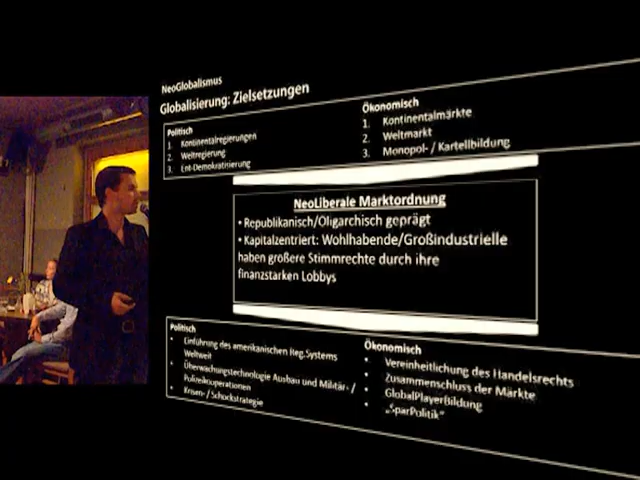 NeoGlobalismus
Globalisierung: Zielsetzungen
Politisch
1. Kontinentalregierungen
2. Weltregierung
3. Ent-Demokratisierung
Ökonomisch
1. Kontinentalmärkte
2. Weltmarkt
3. Monopol- / Kartellbildung
NeoLiberale Marktordnung
• Republikanisch/Oligarchisch geprägt
• Kapitalzentriert: Wohlhabende/Großindustrielle
haben größere Stimmrechte durch ihre
finanzstarken Lobbys
Politisch
• Einführung des amerikanischen Reg.Systems
Weltweit
• Überwachungstechnologie Ausbau und Militär- /
Polizeikooperationen
• Krisen- / Schockstrategie
Ökonomisch
• Vereinheitlichung des Handelsrechts
• Zusammenschluss der Märkte
• GlobalPlayerBildung
• „SparPolitik“